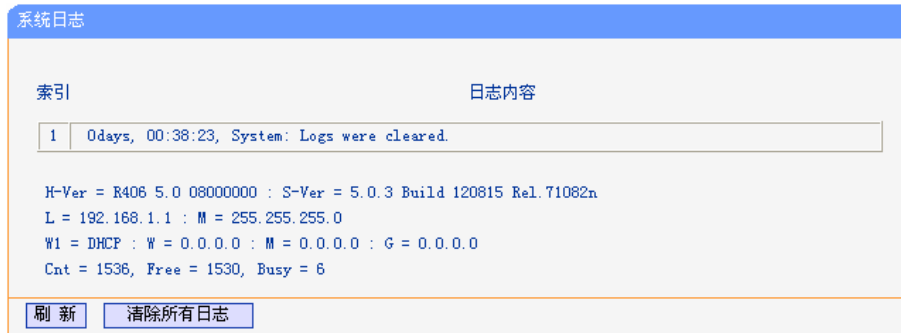 系统日志
索引 日志内容
1 0days, 00:38:23, System: Logs were cleared.
H-Ver = R406 5.0 08000000 : S-Ver = 5.0.3 Build 120815 Rel.71082n
L = 192.168.1.1 : M = 255.255.255.0
W1 = DHCP : W = 0.0.0.0 : M = 0.0.0.0 : G = 0.0.0.0
Cnt = 1536, Free = 1530, Busy = 6
刷 新 清除所有日志